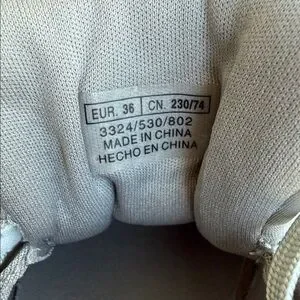 EUR. 36 CN. 230/74
3324/530/802
MADE IN CHINA
HECHO EN CHINA